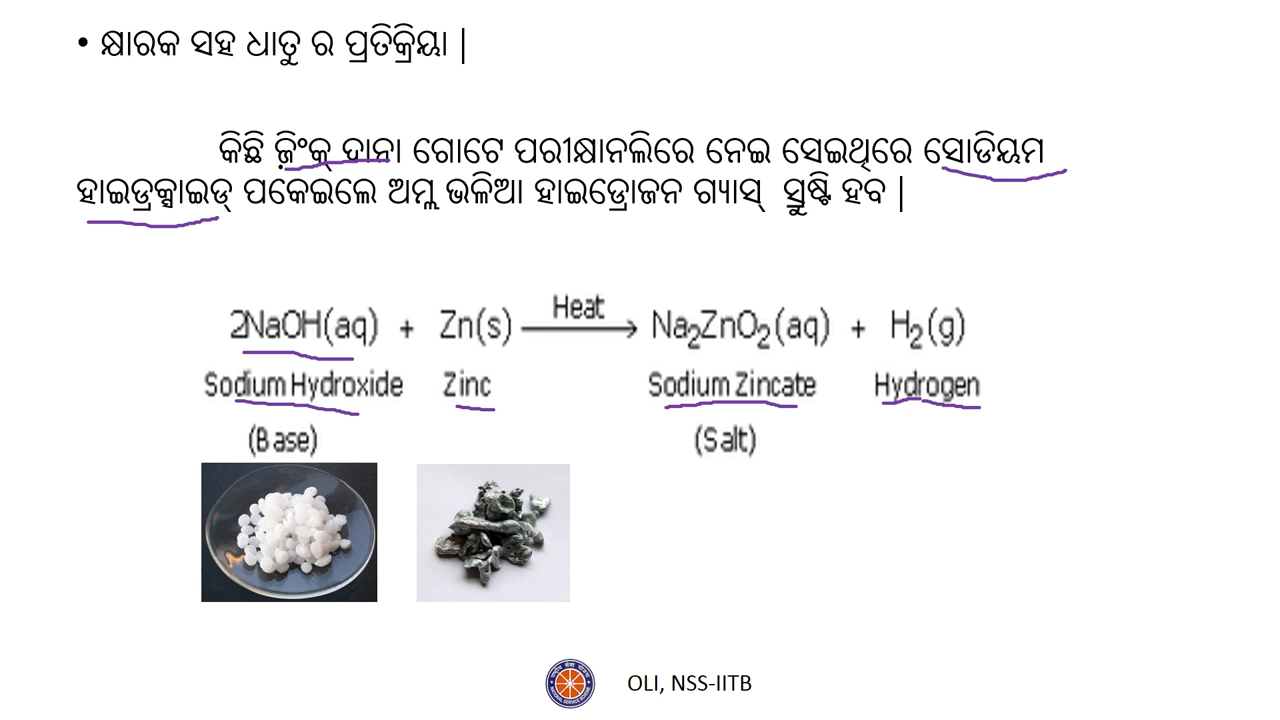 • କ୍ଷାରକ ସହ ଧାତୁ ର ପ୍ରତିକ୍ରିୟା |
କିଛି ଜ଼ିଂକ୍ ଦାନା ଗୋଟେ ପରୀକ୍ଷାନଲିରେ ନେଇ ସେଇଥିରେ ସୋଡିୟମ
ହାଇଡ୍ରକ୍ସାଇଡ୍ ପକେଇଲେ ଅମ୍ଳ ଭଳିଆ ହାଇଡ୍ରୋଜନ ଗ୍ୟାସ୍ ସ୍ରୁଷ୍ଟି ହବ |
2NaOH(aq) + Zn(s) Heat → Na₂ZnO₂(aq) + H₂(g)
Sodium Hydroxide Zinc Sodium Zincate Hydrogen
(Base) (Salt)
OLI, NSS-IITB